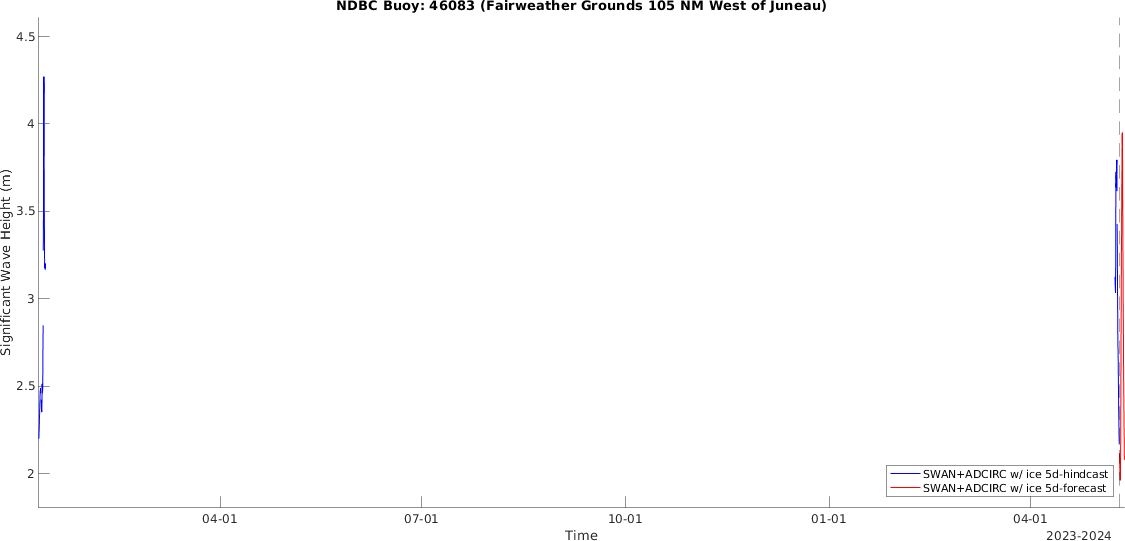 NDBC Buoy: 46083 (Fairweather Grounds 105 NM West of Juneau)
Significant Wave Height (m)
4.5
4
3.5
3
2.5
2
SWAN+ADCIRC w/ ice 5d-hindcast
SWAN+ADCIRC w/ ice 5d-forecast
04-01 07-01 10-01 01-01 04-01
Time
2023-2024